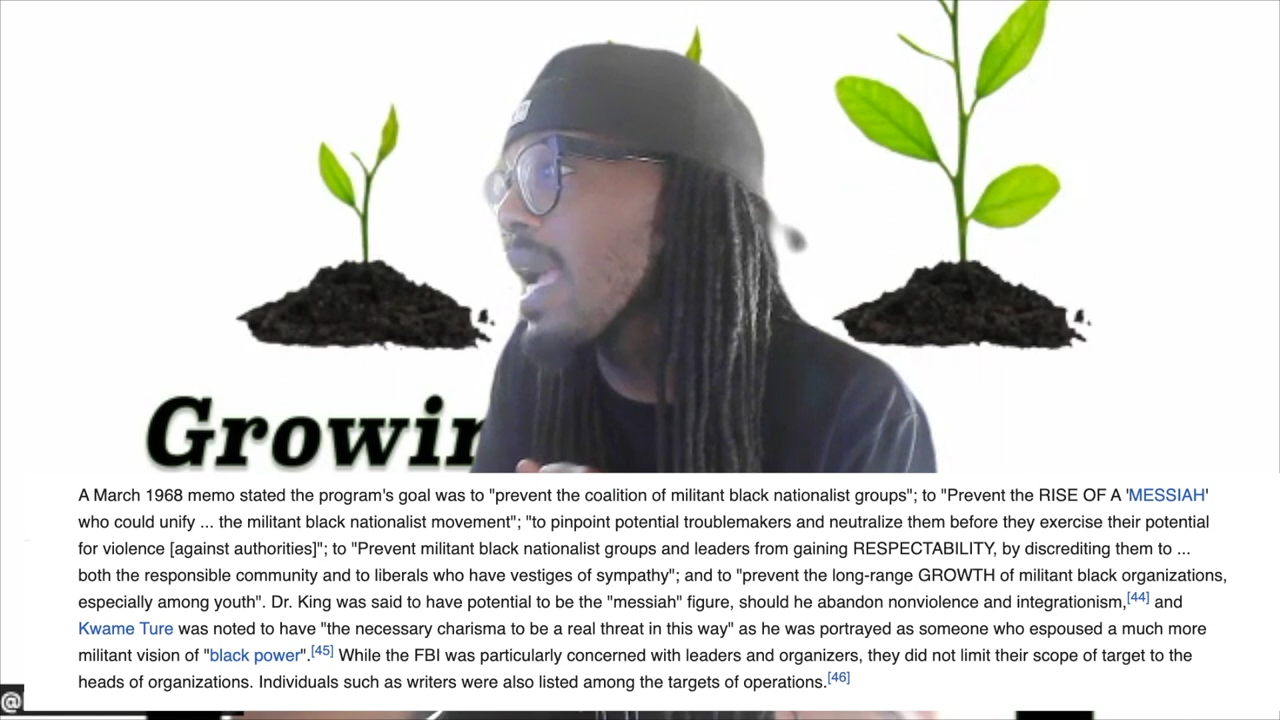 Growin
A March 1968 memo stated the program's goal was to "prevent the coalition of militant black nationalist groups"; to "Prevent the RISE OF A 'MESSIAH'
who could unify ... the militant black nationalist movement"; "to pinpoint potential troublemakers and neutralize them before they exercise their potential
for violence [against authorities]"; to "Prevent militant black nationalist groups and leaders from gaining RESPECTABILITY, by discrediting them to ...
both the responsible community and to liberals who have vestiges of sympathy"; and to "prevent the long-range GROWTH of militant black organizations,
especially among youth". Dr. King was said to have potential to be the "messiah" figure, should he abandon nonviolence and integrationism,[44] and
Kwame Ture was noted to have "the necessary charisma to be a real threat in this way" as he was portrayed as someone who espoused a much more
militant vision of "black power".[45] While the FBI was particularly concerned with leaders and organizers, they did not limit their scope of target to the
heads of organizations. Individuals such as writers were also listed among the targets of operations.[46]
@